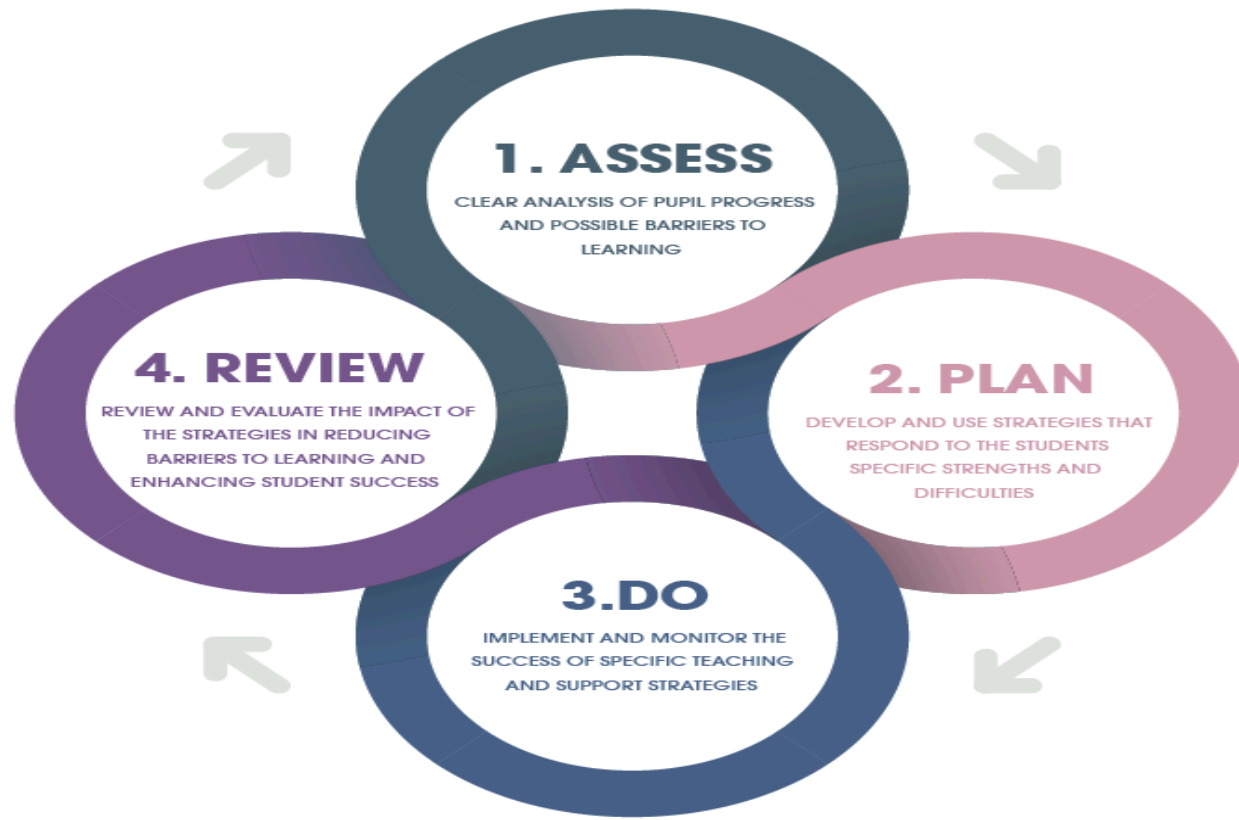 1. ASSESS
CLEAR ANALYSIS OF PUPIL PROGRESS
AND POSSIBLE BARRIERS TO
LEARNING
2. PLAN
DEVELOP AND USE STRATEGIES THAT
RESPOND TO THE STUDENTS
SPECIFIC STRENGTHS AND
DIFFICULTIES
3.DO
IMPLEMENT AND MONITOR THE
SUCCESS OF SPECIFIC TEACHING
AND SUPPORT STRATEGIES
4. REVIEW
REVIEW AND EVALUATE THE IMPACT OF
THE STRATEGIES IN REDUCING
BARRIERS TO LEARNING AND
ENHANCING STUDENT SUCCESS